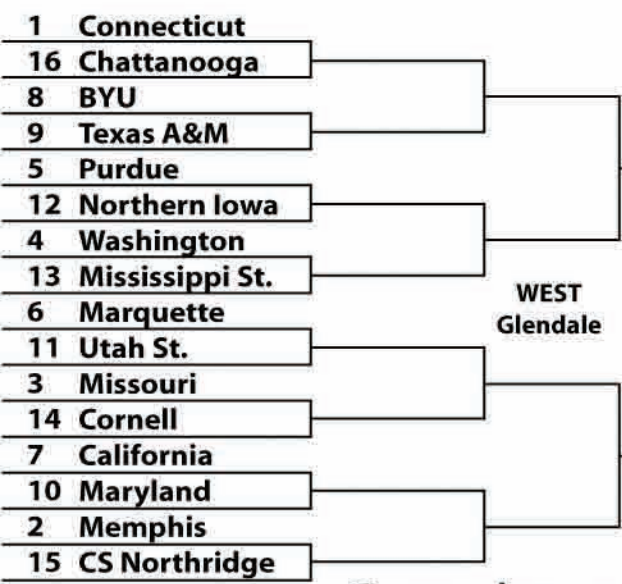 1 Connecticut
16 Chattanooga
8 BYU
9 Texas A&M
5 Purdue
12 Northern Iowa
4 Washington
13 Mississippi St.
6 Marquette
11 Utah St.
3 Missouri
14 Cornell
7 California
10 Maryland
2 Memphis
15 CS Northridge
WEST
Glendale